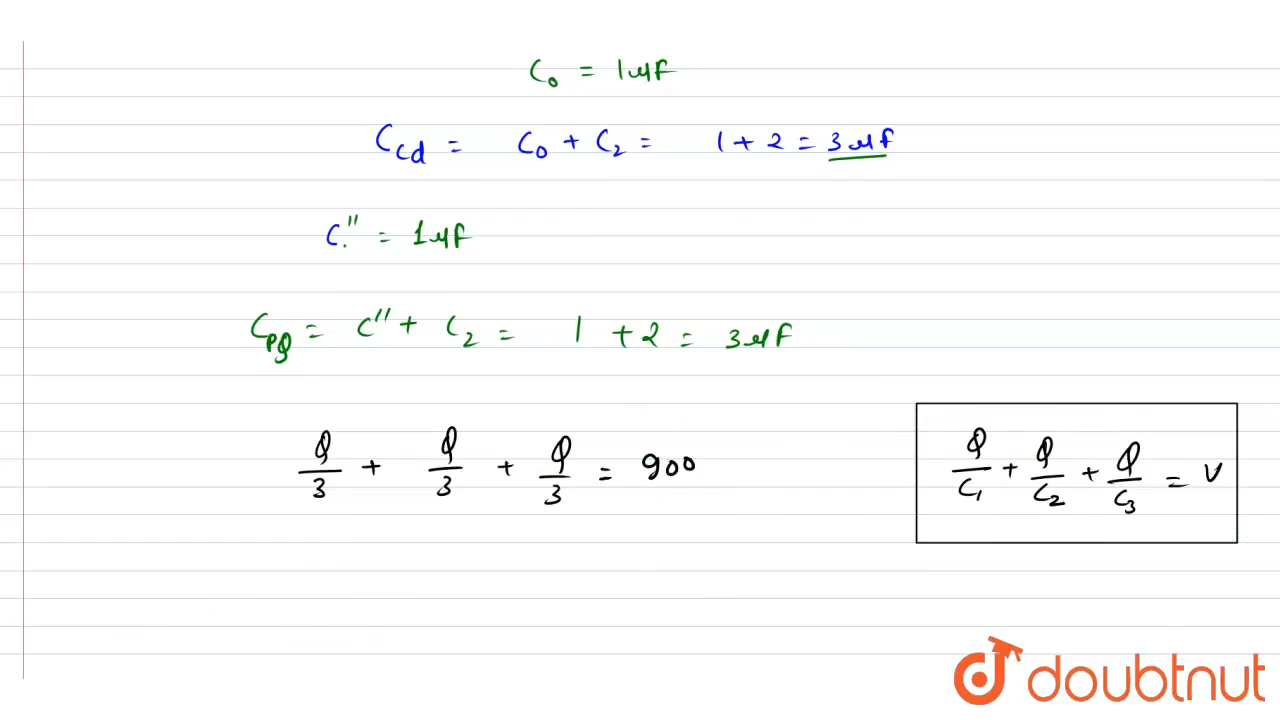 C₀ = 1μF
C_cd = C₀ + C₂ = 1 + 2 = 3μF
C'' = 1μF
C_PQ = C'' + C₂ = 1 + 2 = 3μF
Q/3 + Q/3 + Q/3 = 900
Q/C₁ + Q/C₂ + Q/C₃ = V
doubtnut